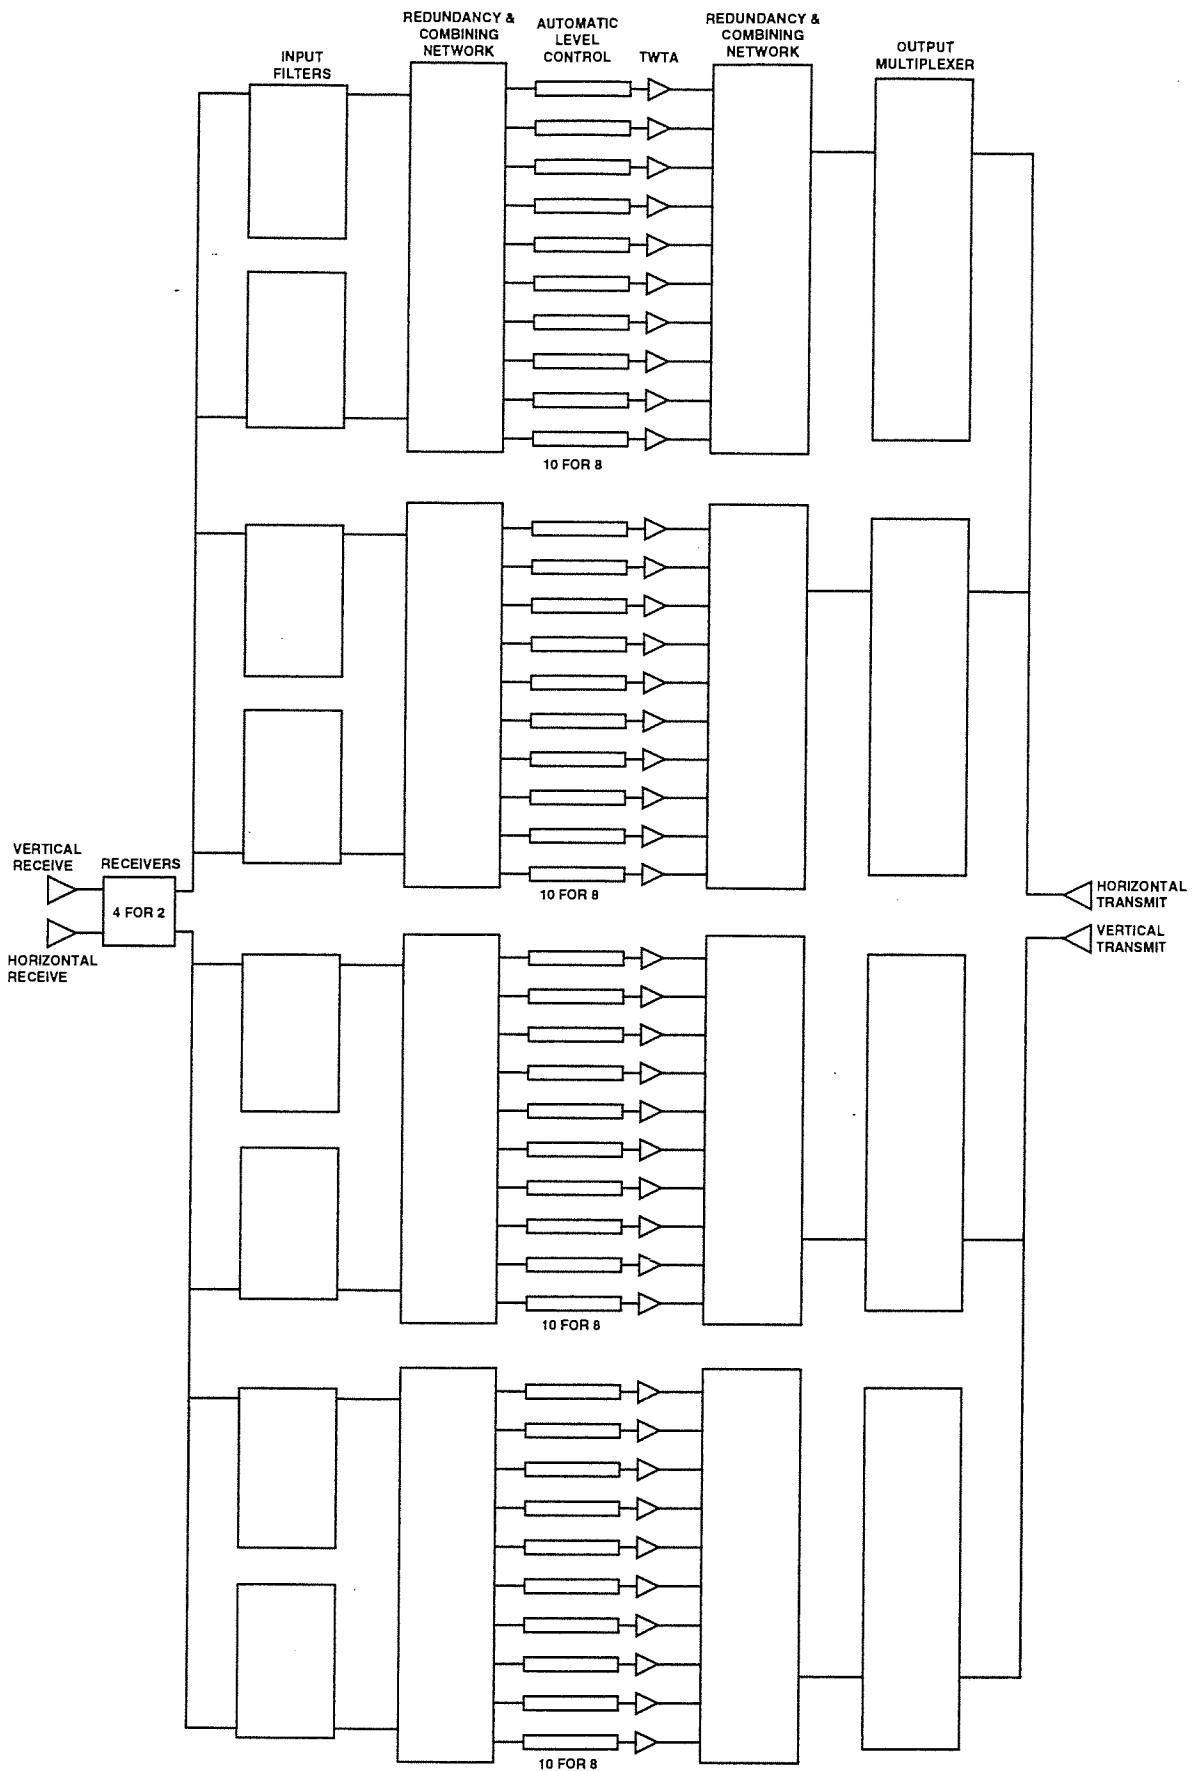 INPUT
FILTERS
REDUNDANCY &
COMBINING
NETWORK
AUTOMATIC
LEVEL
CONTROL
TWTA
REDUNDANCY &
COMBINING
NETWORK
OUTPUT
MULTIPLEXER
10 FOR 8
10 FOR 8
VERTICAL
RECEIVE
RECEIVERS
4 FOR 2
HORIZONTAL
RECEIVE
HORIZONTAL
TRANSMIT
VERTICAL
TRANSMIT
10 FOR 8
10 FOR 8